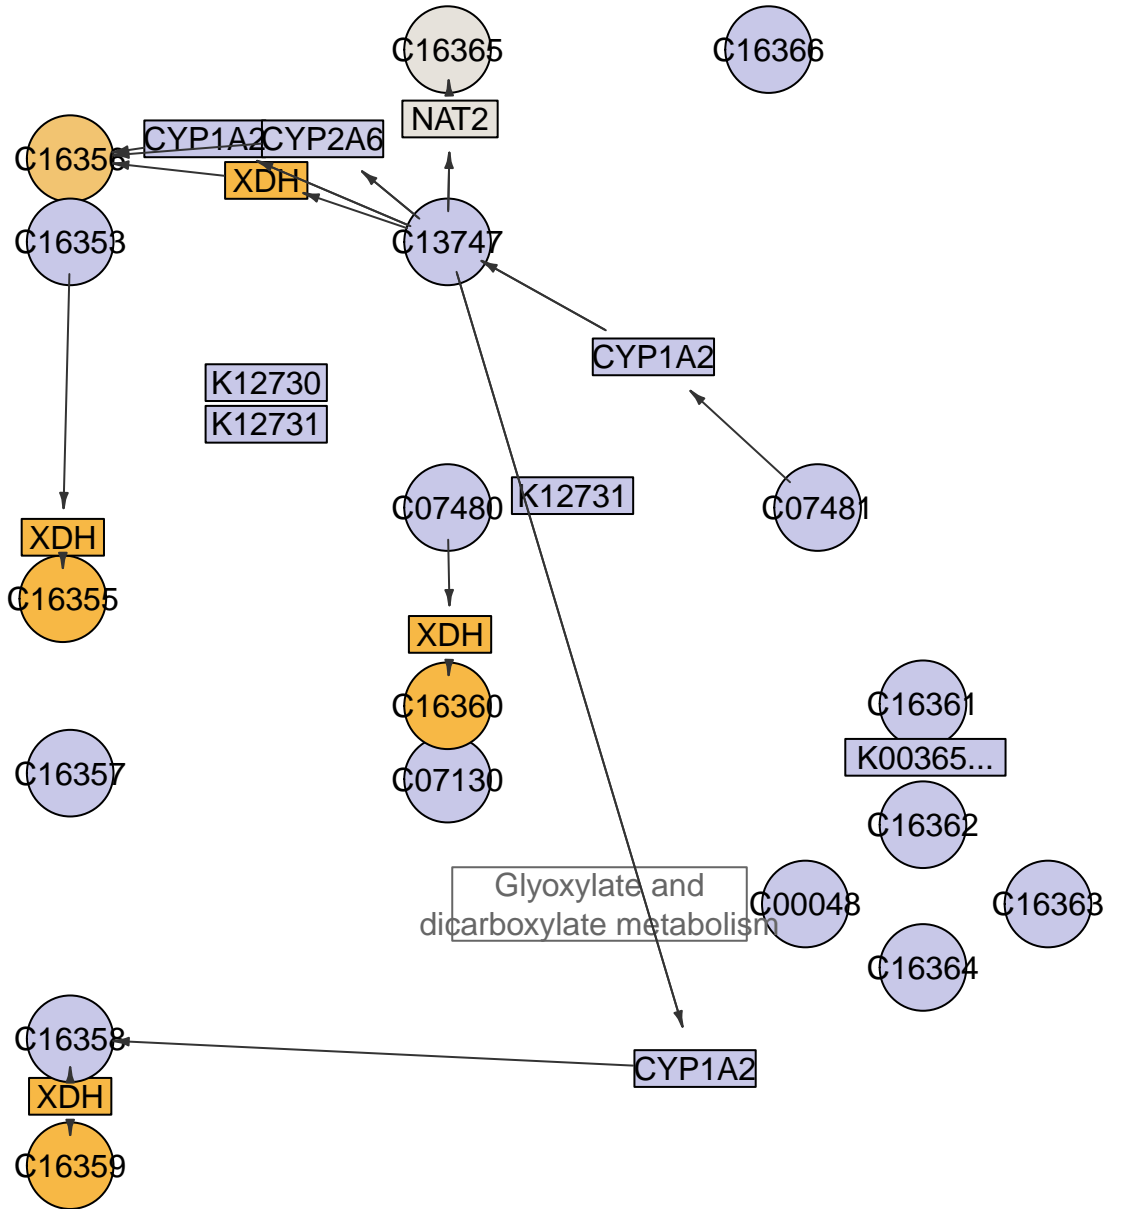 C16365
C16366
NAT2
CYP1A2
CYP2A6
C16356
XDH
C16353
C13747
CYP1A2
K12730
K12731
K12731
C07480
C07481
XDH
C16355
XDH
C16360
C16361
K00365...
C16357
C07130
C16362
Glyoxylate and
dicarboxylate metabolism
C00048
C16363
C16364
C16358
CYP1A2
XDH
C16359